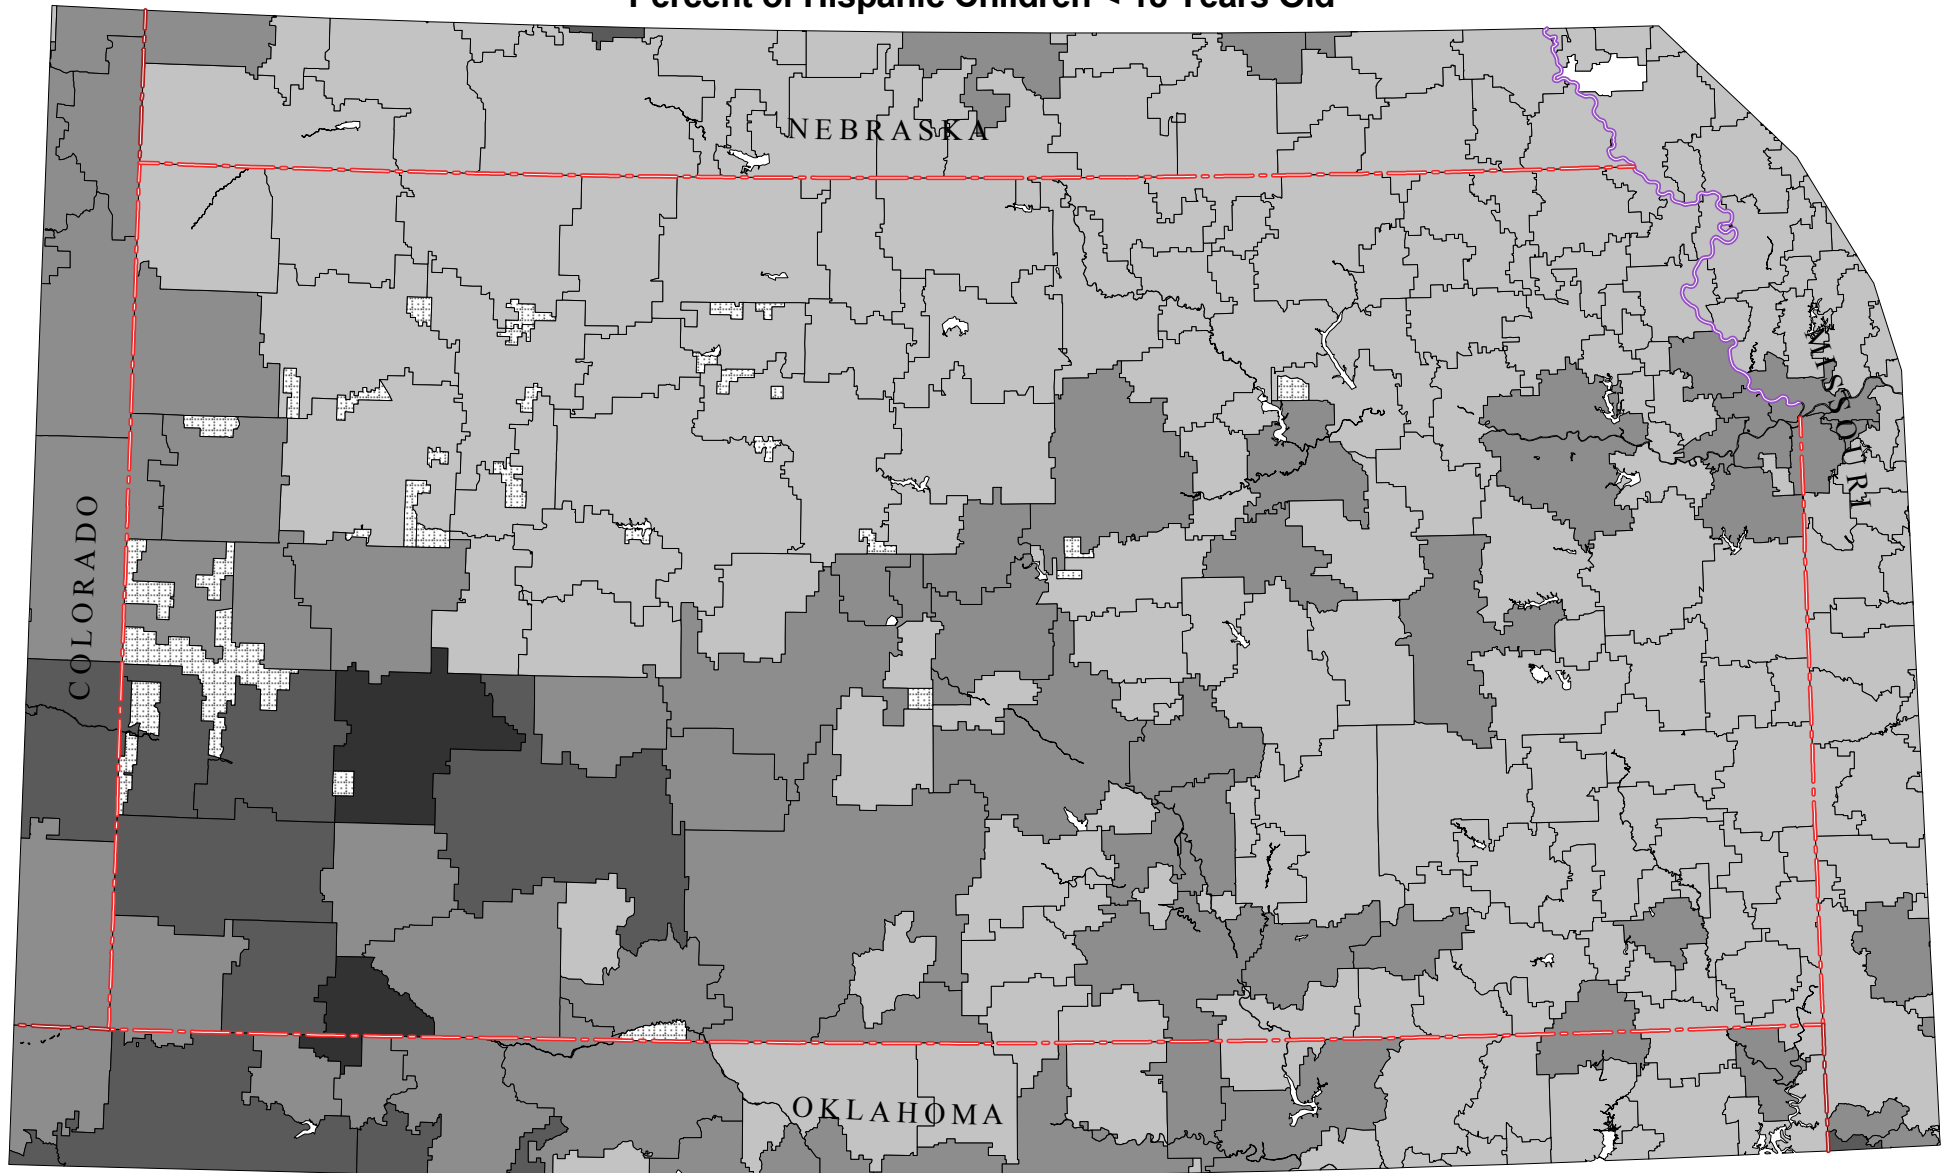 Percent of Hispanic Children < 18 Years Old
NEBRASKA
MISSOURI
COLORADO
OKLAHOMA